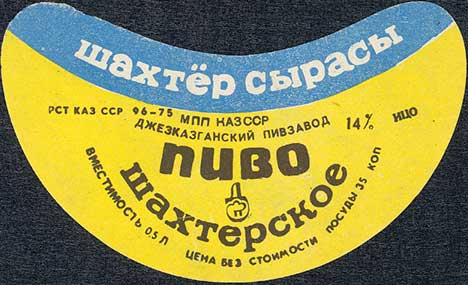 шахтёр сырасы
РСТ КАЗ ССР 96-75 МПП КАЗССР
ДЖЕЗКАЗГАНСКИЙ ПИВЗАВОД 14% ИЦО
ПИВО
шахтерское
ВМЕСТИМОСТЬ 0,5 Л ЦЕНА БЕЗ СТОИМОСТИ ПОСУДЫ 35 КОП